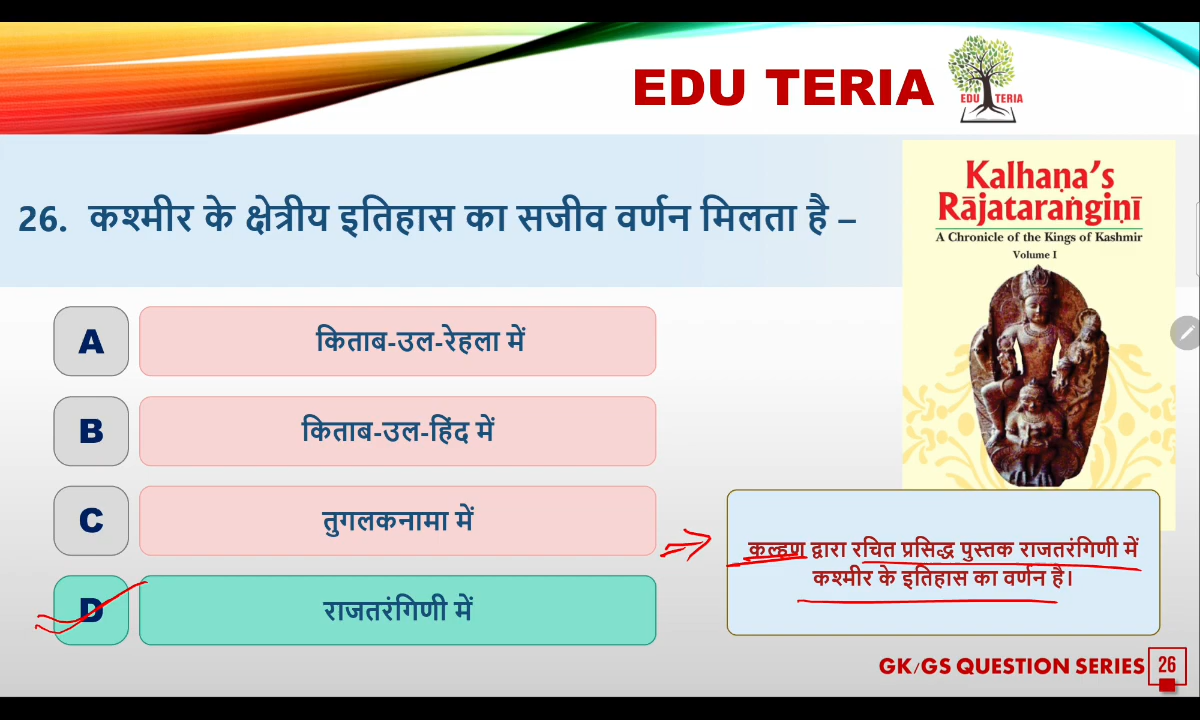 EDU TERIA
EDU TERIA
26. कश्मीर के क्षेत्रीय इतिहास का सजीव वर्णन मिलता है –
Kalhaṇa's
Rājataraṅgiṇī
A Chronicle of the Kings of Kashmir
Volume I
A किताब-उल-रेहला में
B किताब-उल-हिंद में
C तुगलकनामा में
D राजतरंगिणी में
कल्हण द्वारा रचित प्रसिद्ध पुस्तक राजतरंगिणी में
कश्मीर के इतिहास का वर्णन है।
GK/GS QUESTION SERIES 26